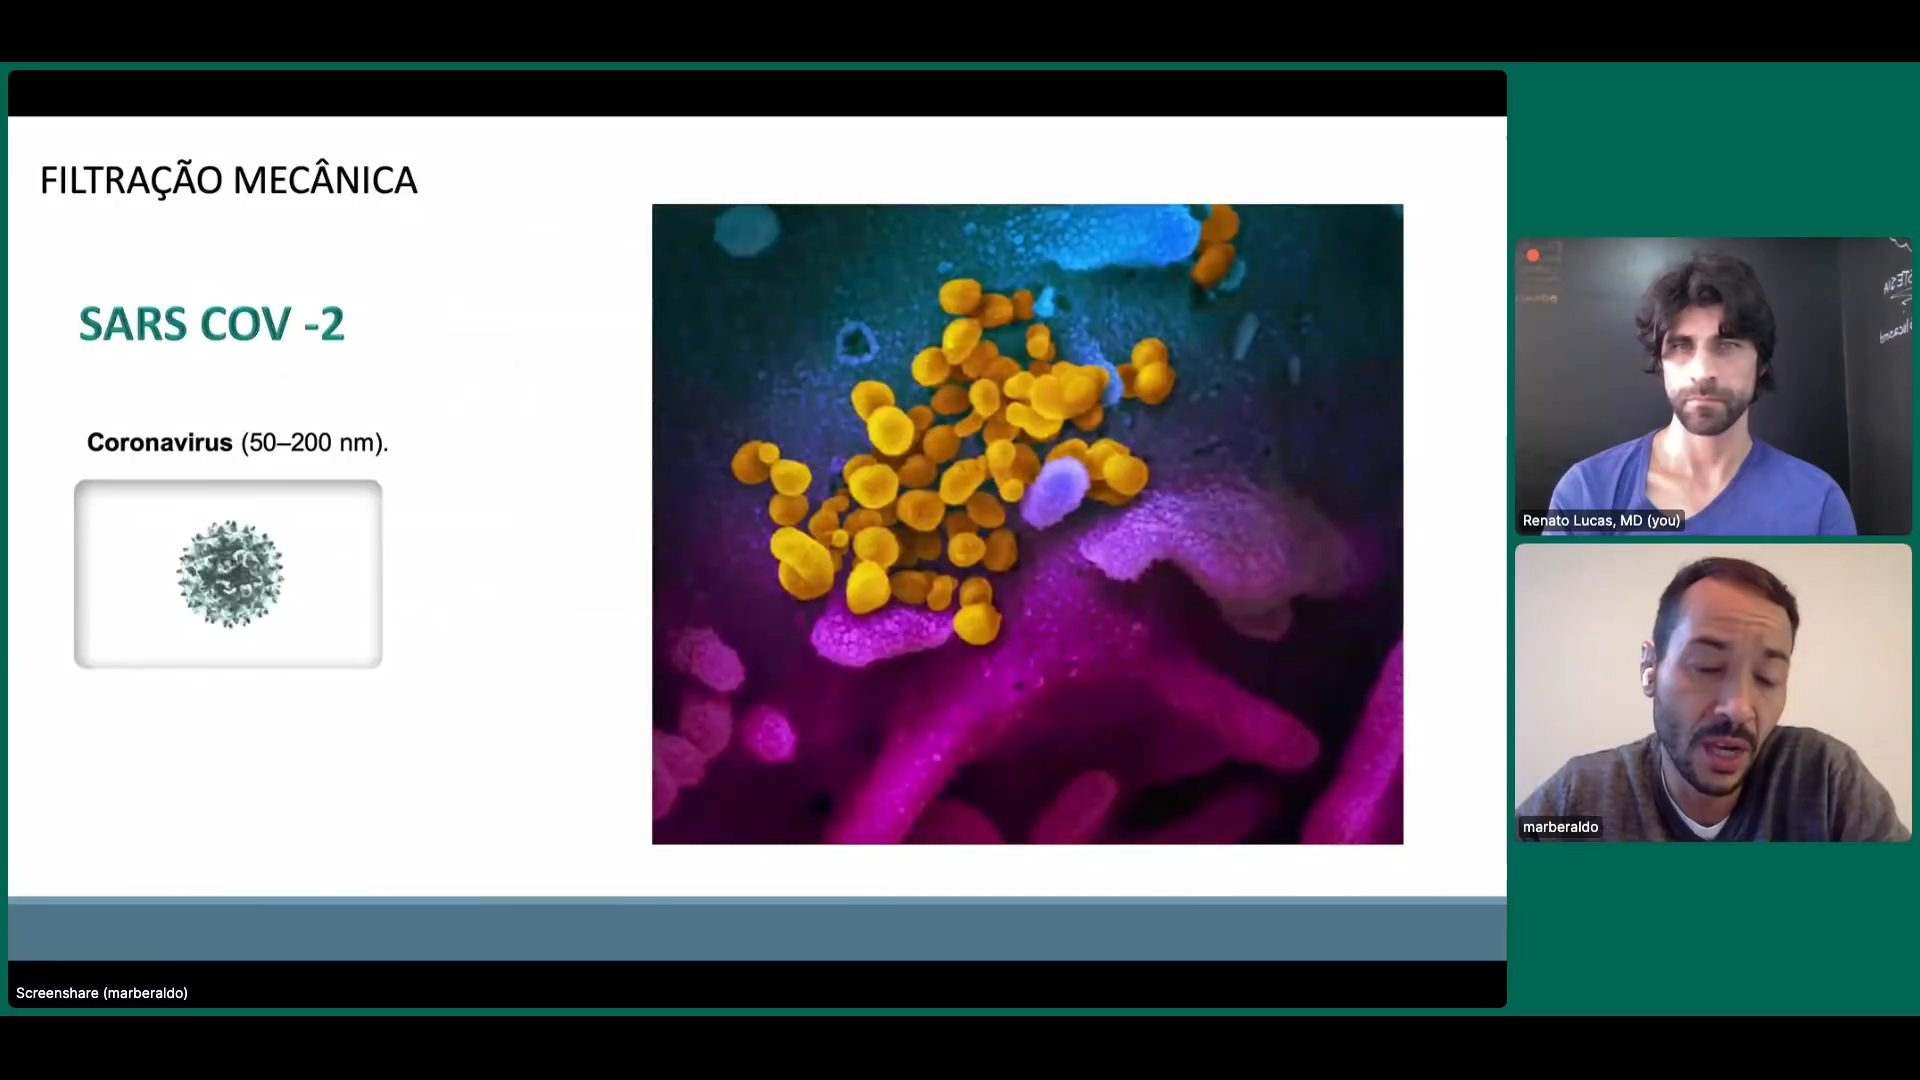 FILTRAÇÃO MECÂNICA
SARS COV -2
Coronavirus (50–200 nm).
Renato Lucas, MD (you)
marberaldo
Screenshare (marberaldo)